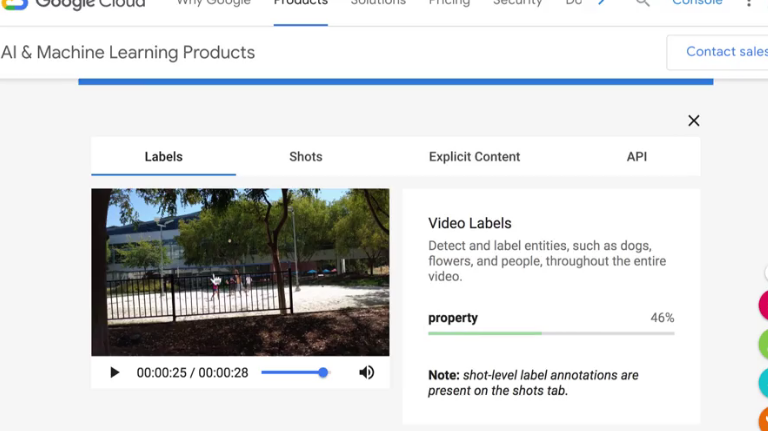 Google Cloud
Why Google Products Solutions Pricing Security Do
Console
AI & Machine Learning Products
Contact sales
Labels Shots Explicit Content API
Video Labels
Detect and label entities, such as dogs,
flowers, and people, throughout the entire
video.
property 46%
00:00:25 / 00:00:28
Note: shot-level label annotations are
present on the shots tab.